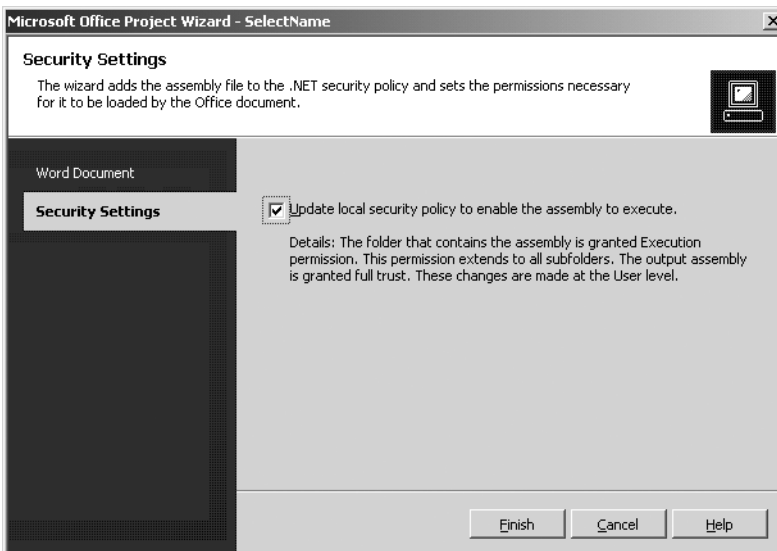 Microsoft Office Project Wizard - SelectName
Security Settings
The wizard adds the assembly file to the .NET security policy and sets the permissions necessary
for it to be loaded by the Office document.
Word Document
Security Settings
Update local security policy to enable the assembly to execute.
Details: The folder that contains the assembly is granted Execution
permission. This permission extends to all subfolders. The output assembly
is granted full trust. These changes are made at the User level.
Finish
Cancel
Help